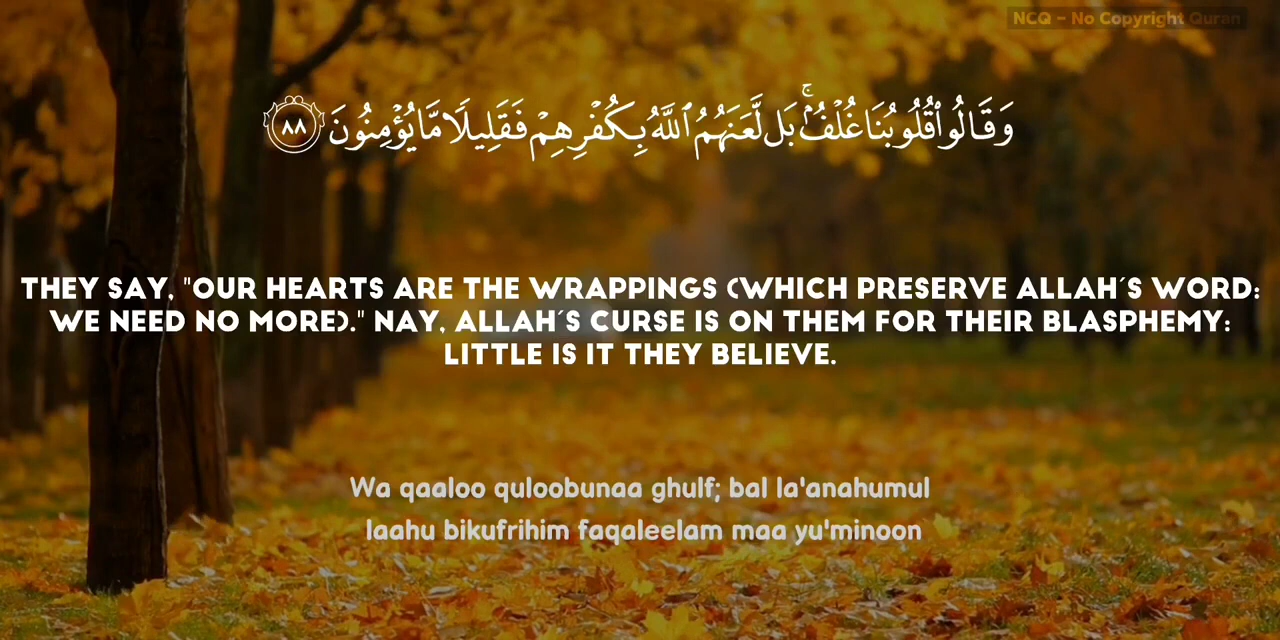 NCQ - No Copyright Quran
وَقَالُوا۟ قُلُوبُنَا غُلْفٌۢ ۚ بَل لَّعَنَهُمُ ٱللَّهُ بِكُفْرِهِمْ فَقَلِيلًا مَّا يُؤْمِنُونَ ٨٨
THEY SAY, "OUR HEARTS ARE THE WRAPPINGS (WHICH PRESERVE ALLAH'S WORD:
WE NEED NO MORE)." NAY, ALLAH'S CURSE IS ON THEM FOR THEIR BLASPHEMY:
LITTLE IS IT THEY BELIEVE.
Wa qaaloo quloobunaa ghulf; bal la'anahumul
laahu bikufrihim faqaleelam maa yu'minoon